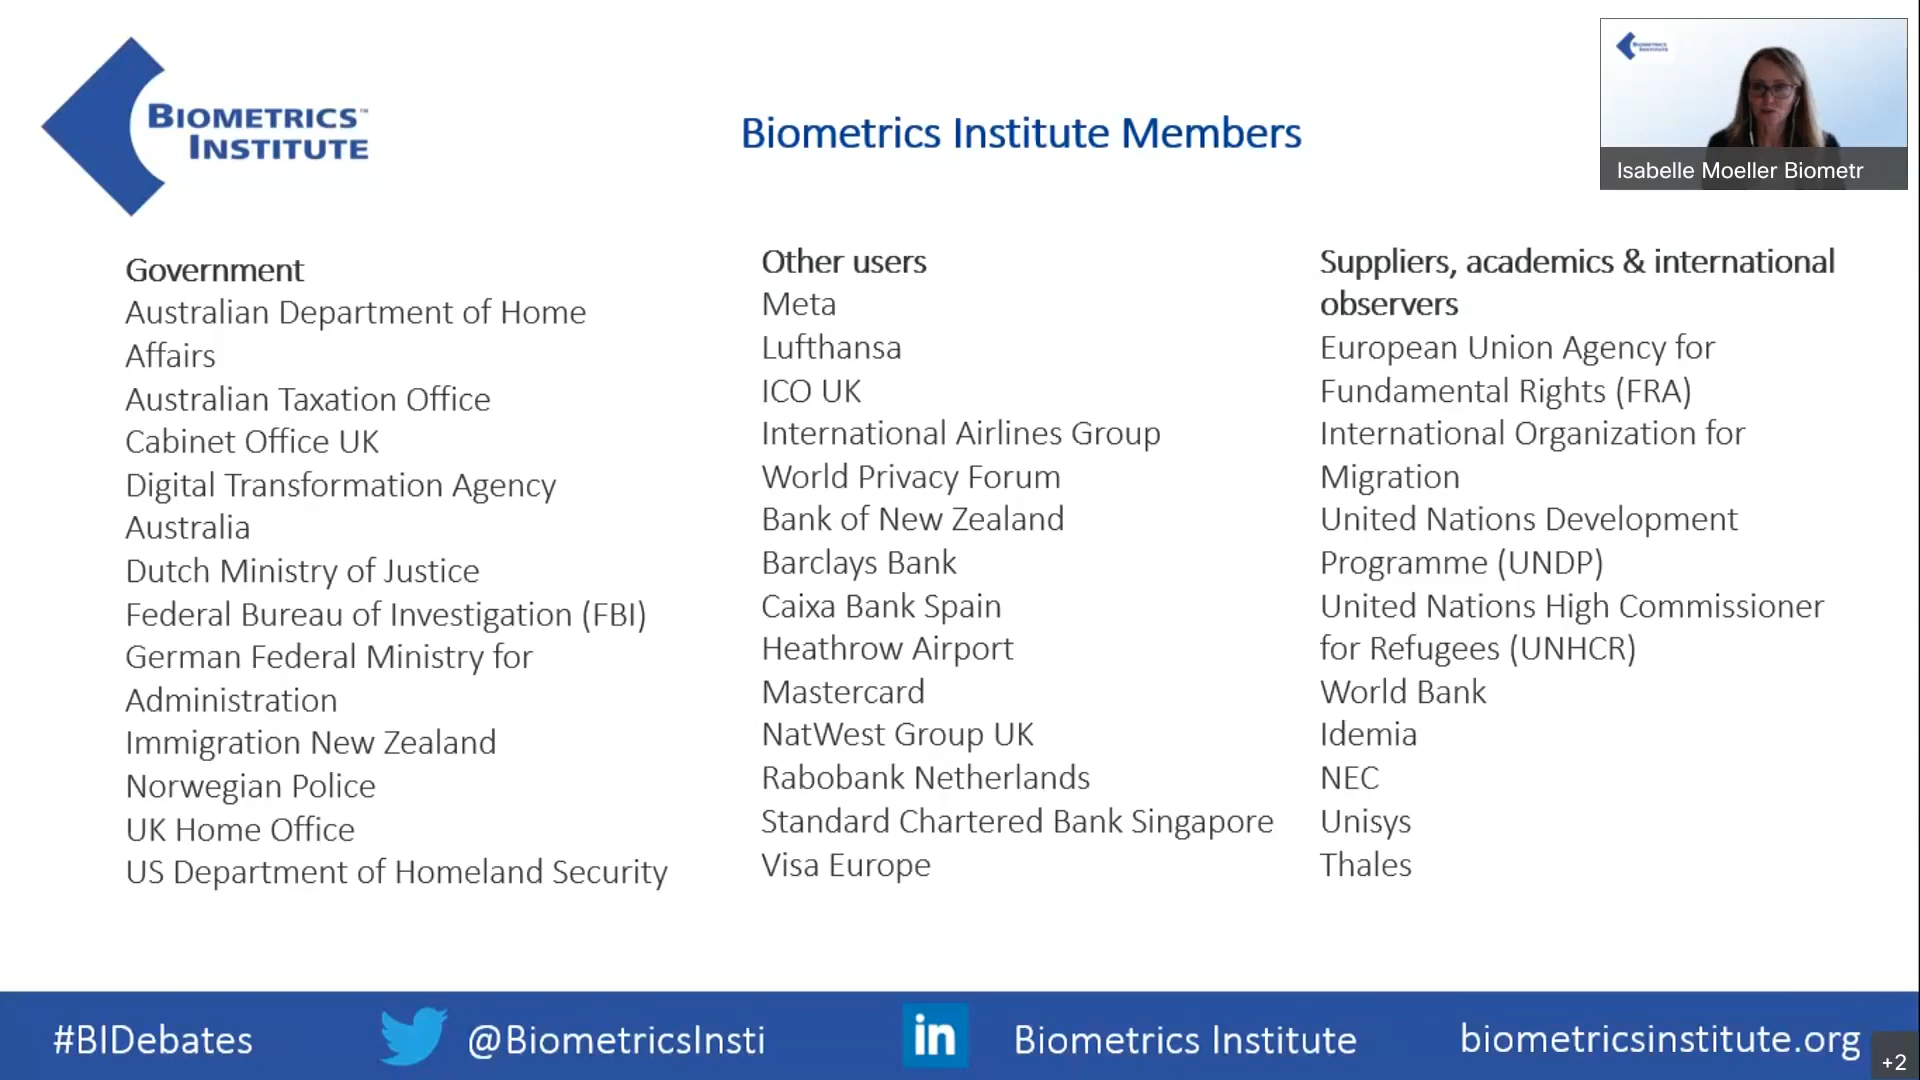 BIOMETRICS™
INSTITUTE
Biometrics Institute Members
BIOMETRICS
INSTITUTE
Isabelle Moeller Biometr
Government
Australian Department of Home
Affairs
Australian Taxation Office
Cabinet Office UK
Digital Transformation Agency
Australia
Dutch Ministry of Justice
Federal Bureau of Investigation (FBI)
German Federal Ministry for
Administration
Immigration New Zealand
Norwegian Police
UK Home Office
US Department of Homeland Security
Other users
Meta
Lufthansa
ICO UK
International Airlines Group
World Privacy Forum
Bank of New Zealand
Barclays Bank
Caixa Bank Spain
Heathrow Airport
Mastercard
NatWest Group UK
Rabobank Netherlands
Standard Chartered Bank Singapore
Visa Europe
Suppliers, academics & international
observers
European Union Agency for
Fundamental Rights (FRA)
International Organization for
Migration
United Nations Development
Programme (UNDP)
United Nations High Commissioner
for Refugees (UNHCR)
World Bank
Idemia
NEC
Unisys
Thales
#BIDebates
@BiometricsInsti
in
Biometrics Institute
biometricsinstitute.org
+2